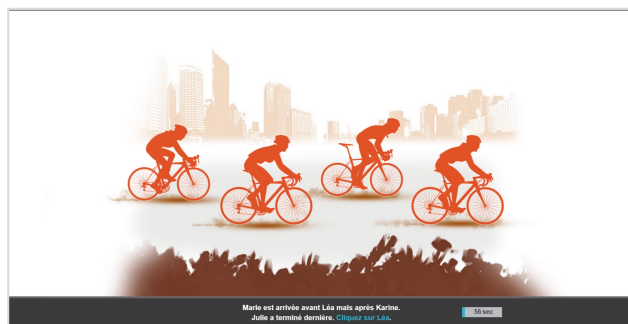 Marie est arrivée avant Léa mais après Karine.
Julie a terminé dernière. Cliquez sur Léa.
56 sec